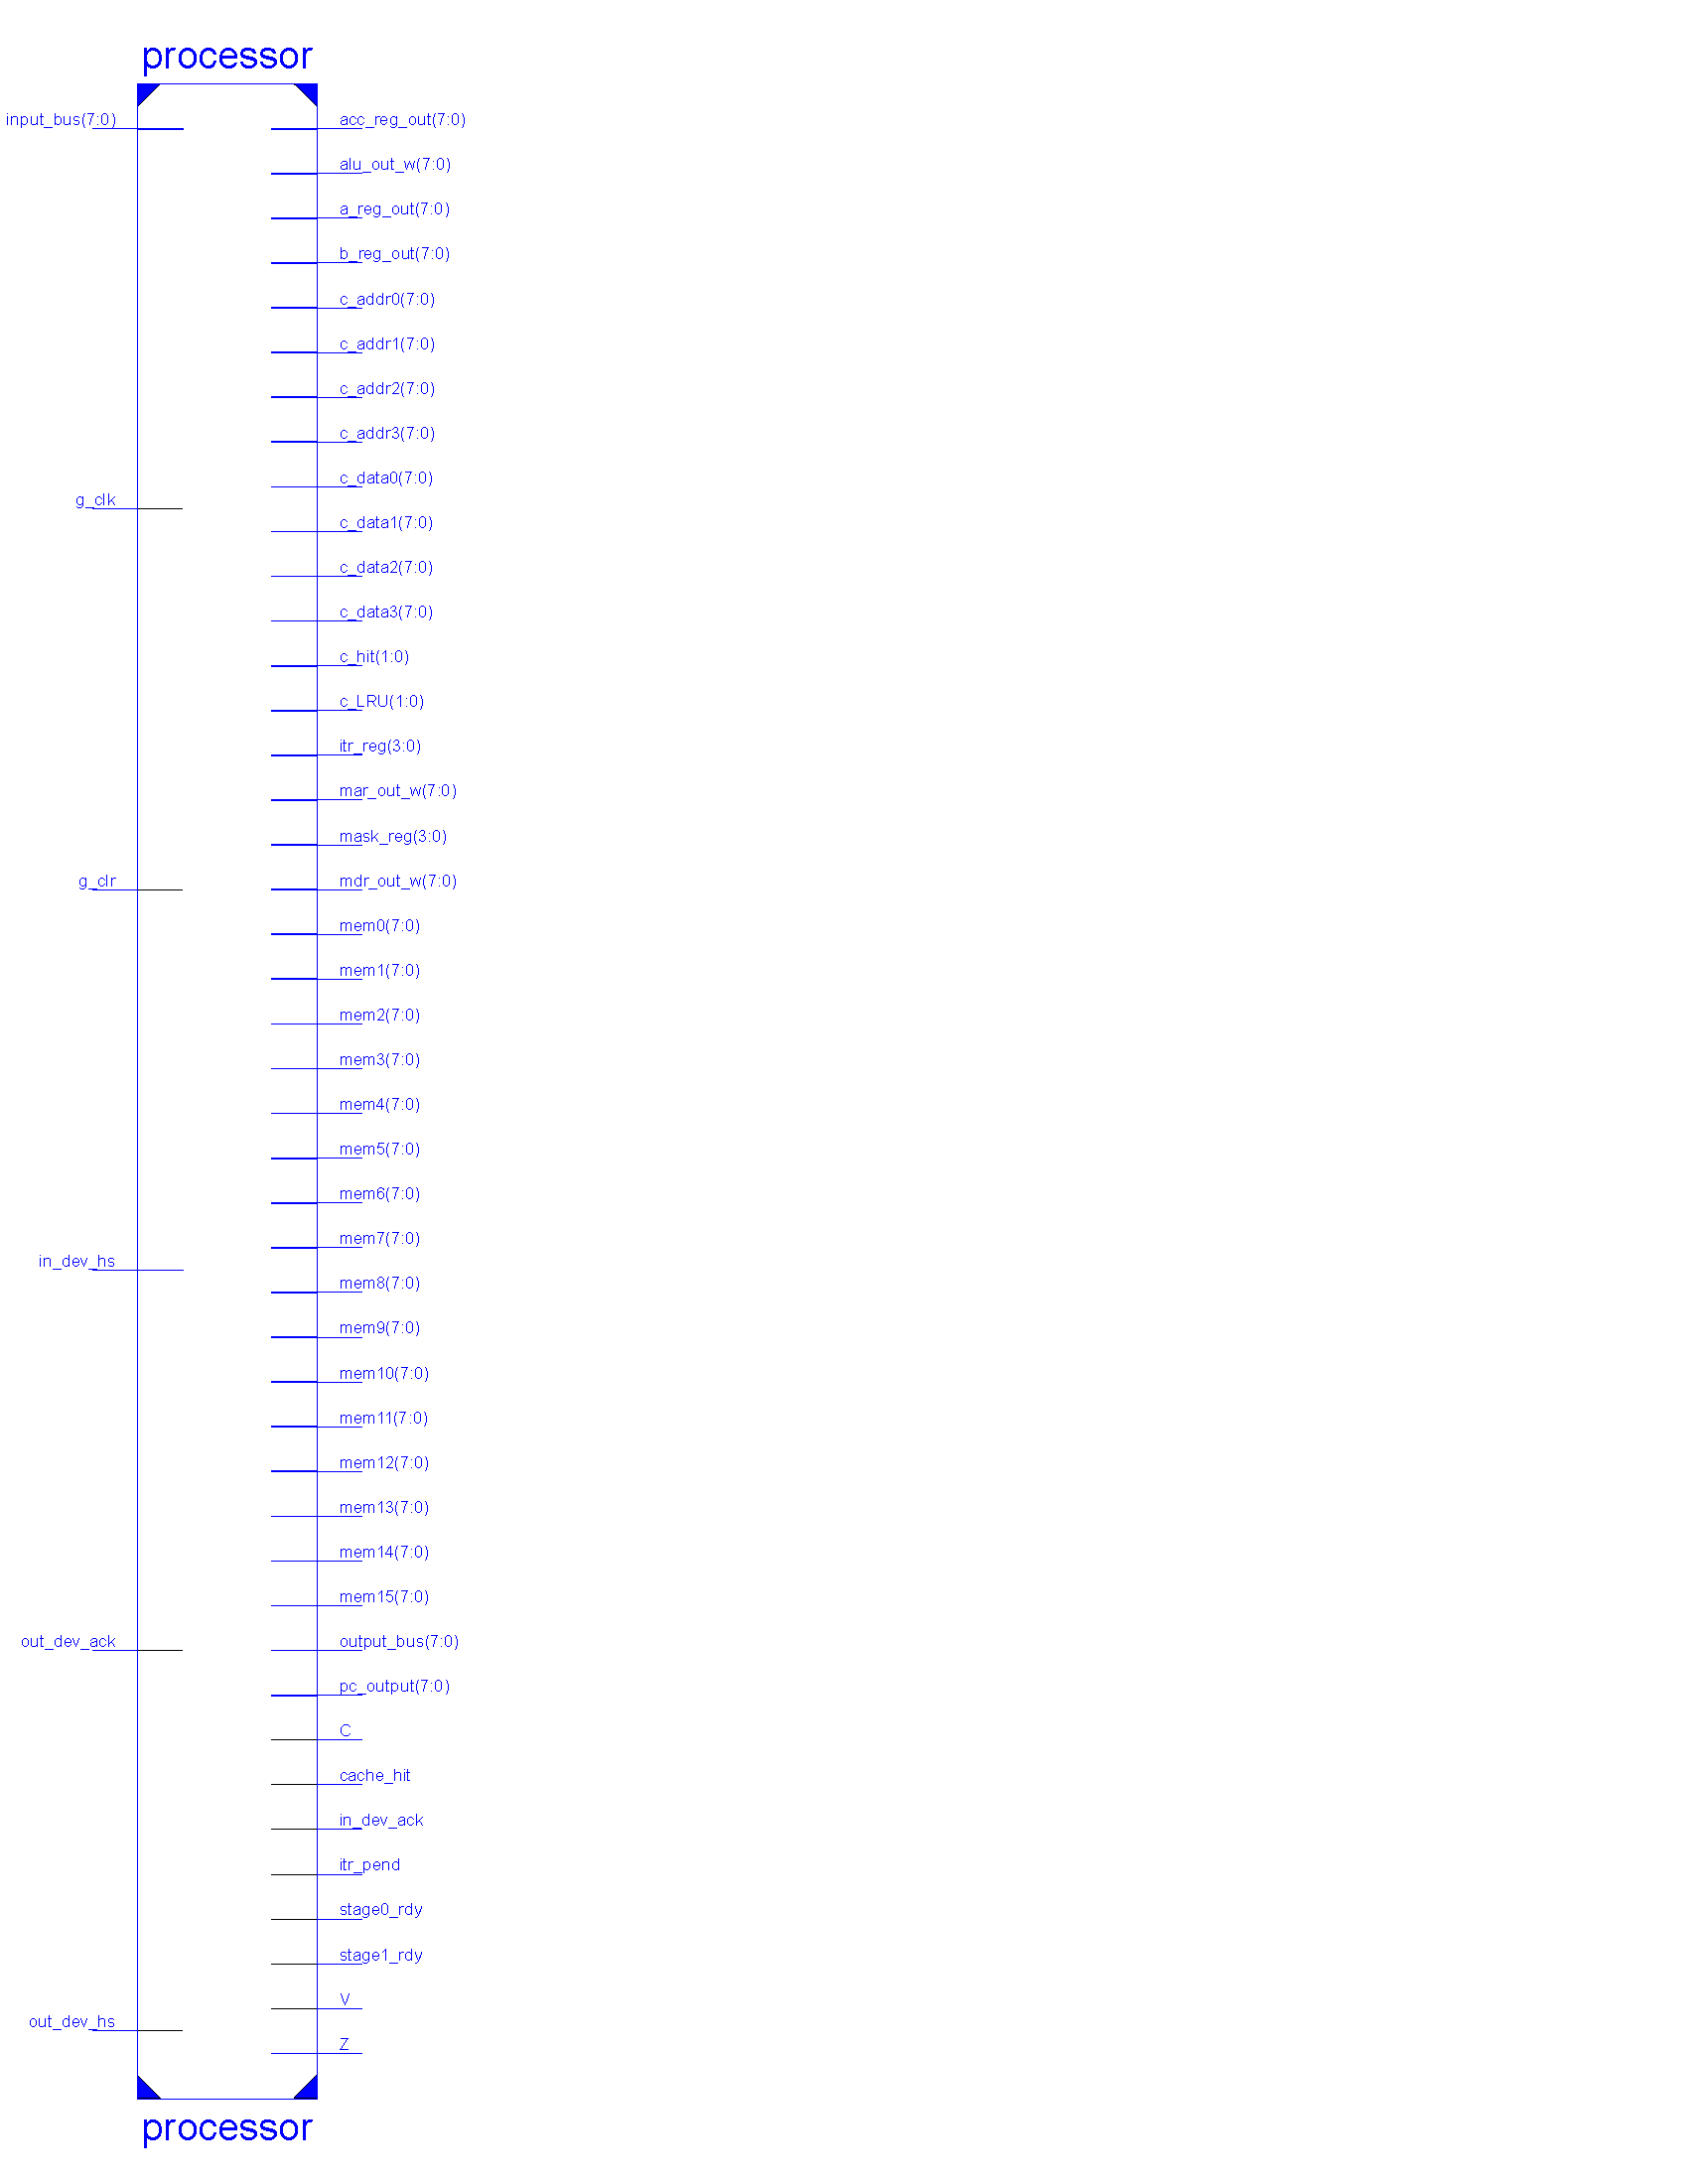 processor
input_bus(7:0)
acc_reg_out(7:0)
alu_out_w(7:0)
a_reg_out(7:0)
b_reg_out(7:0)
c_addr0(7:0)
c_addr1(7:0)
c_addr2(7:0)
c_addr3(7:0)
c_data0(7:0)
g_clk
c_data1(7:0)
c_data2(7:0)
c_data3(7:0)
c_hit(1:0)
c_LRU(1:0)
itr_reg(3:0)
mar_out_w(7:0)
mask_reg(3:0)
g_clr
mdr_out_w(7:0)
mem0(7:0)
mem1(7:0)
mem2(7:0)
mem3(7:0)
mem4(7:0)
mem5(7:0)
mem6(7:0)
mem7(7:0)
in_dev_hs
mem8(7:0)
mem9(7:0)
mem10(7:0)
mem11(7:0)
mem12(7:0)
mem13(7:0)
mem14(7:0)
mem15(7:0)
out_dev_ack
output_bus(7:0)
pc_output(7:0)
C
cache_hit
in_dev_ack
itr_pend
stage0_rdy
stage1_rdy
V
out_dev_hs
Z
processor